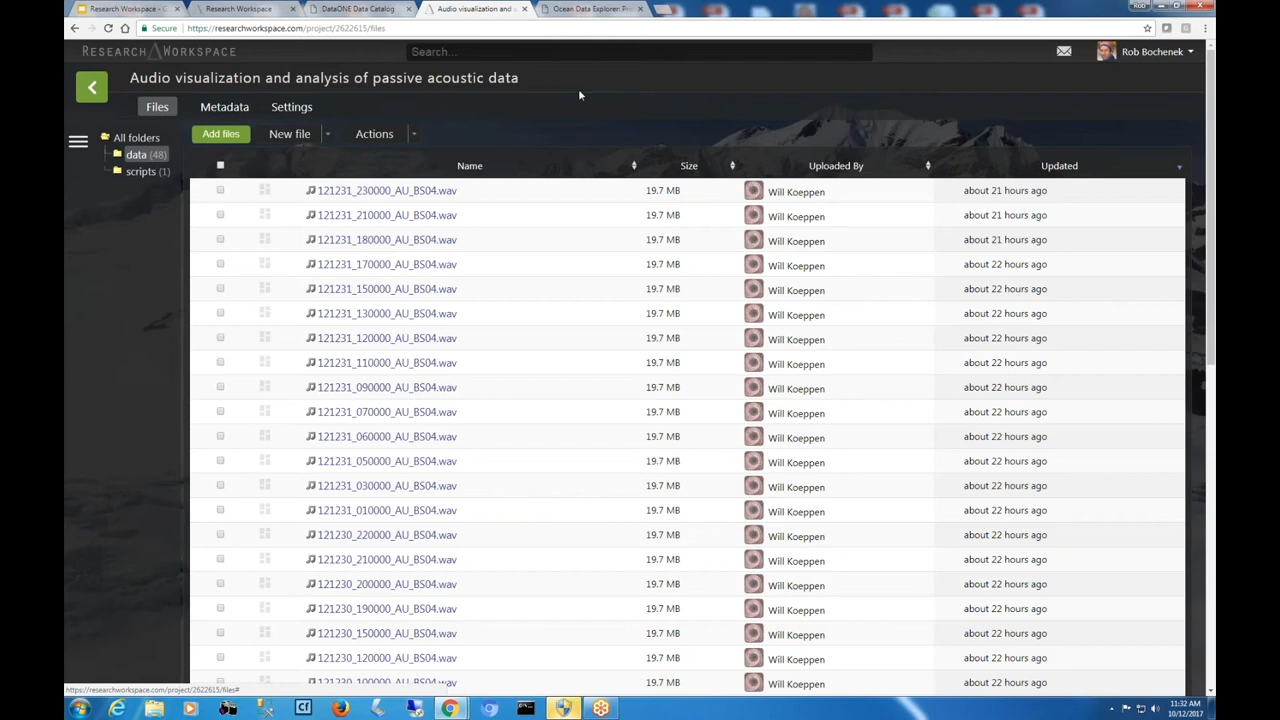 Research Workspace - G
Research Workspace
DataONE Data Catalog
Audio visualization and
Ocean Data Explorer: Pr
Rob
Secure
https://researchworkspace.com/project/2622615/files
RESEARCH WORKSPACE
Search...
Rob Bochenek
Audio visualization and analysis of passive acoustic data
Files Metadata Settings
Add files New file Actions
All folders
data (48)
scripts (1)
Name Size Uploaded By Updated
121231_230000_AU_BS04.wav 19.7 MB Will Koeppen about 21 hours ago
121231_210000_AU_BS04.wav 19.7 MB Will Koeppen about 21 hours ago
121231_180000_AU_BS04.wav 19.7 MB Will Koeppen about 21 hours ago
121231_170000_AU_BS04.wav 19.7 MB Will Koeppen about 22 hours ago
121231_150000_AU_BS04.wav 19.7 MB Will Koeppen about 22 hours ago
121231_130000_AU_BS04.wav 19.7 MB Will Koeppen about 22 hours ago
121231_120000_AU_BS04.wav 19.7 MB Will Koeppen about 22 hours ago
121231_110000_AU_BS04.wav 19.7 MB Will Koeppen about 22 hours ago
121231_090000_AU_BS04.wav 19.7 MB Will Koeppen about 22 hours ago
121231_070000_AU_BS04.wav 19.7 MB Will Koeppen about 22 hours ago
121231_060000_AU_BS04.wav 19.7 MB Will Koeppen about 22 hours ago
121231_050000_AU_BS04.wav 19.7 MB Will Koeppen about 22 hours ago
121231_030000_AU_BS04.wav 19.7 MB Will Koeppen about 22 hours ago
121231_010000_AU_BS04.wav 19.7 MB Will Koeppen about 22 hours ago
121230_220000_AU_BS04.wav 19.7 MB Will Koeppen about 22 hours ago
121230_210000_AU_BS04.wav 19.7 MB Will Koeppen about 22 hours ago
121230_200000_AU_BS04.wav 19.7 MB Will Koeppen about 22 hours ago
121230_190000_AU_BS04.wav 19.7 MB Will Koeppen about 22 hours ago
121230_150000_AU_BS04.wav 19.7 MB Will Koeppen about 22 hours ago
121230_120000_AU_BS04.wav 19.7 MB Will Koeppen about 22 hours ago
121230_100000_AU_BS04.wav 19.7 MB Will Koeppen about 22 hours ago
https://researchworkspace.com/project/2622615/files#
Cf
11:32 AM
10/12/2017